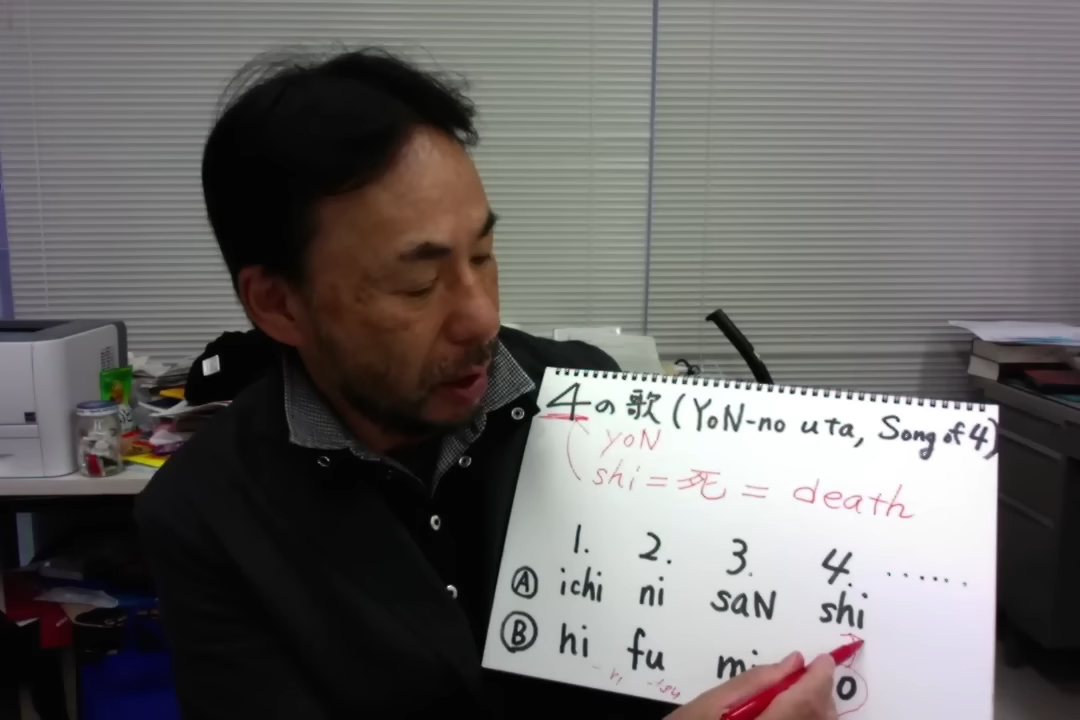 4の歌(YoN-no uta, Song of 4)
yoN
shi=死=death
1. 2. 3. 4. ......
Ⓐ ichi ni saN shi
Ⓑ hi fu mi o